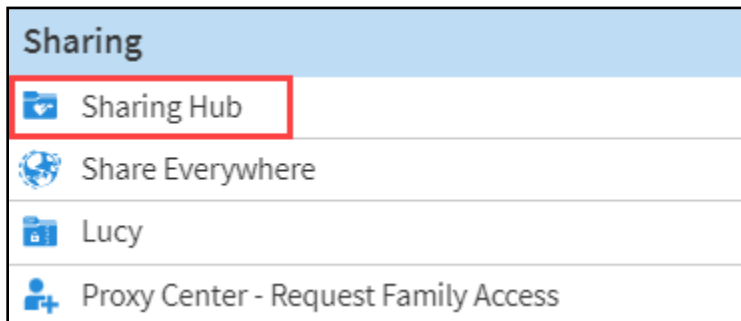 Sharing
Sharing Hub
Share Everywhere
Lucy
Proxy Center - Request Family Access